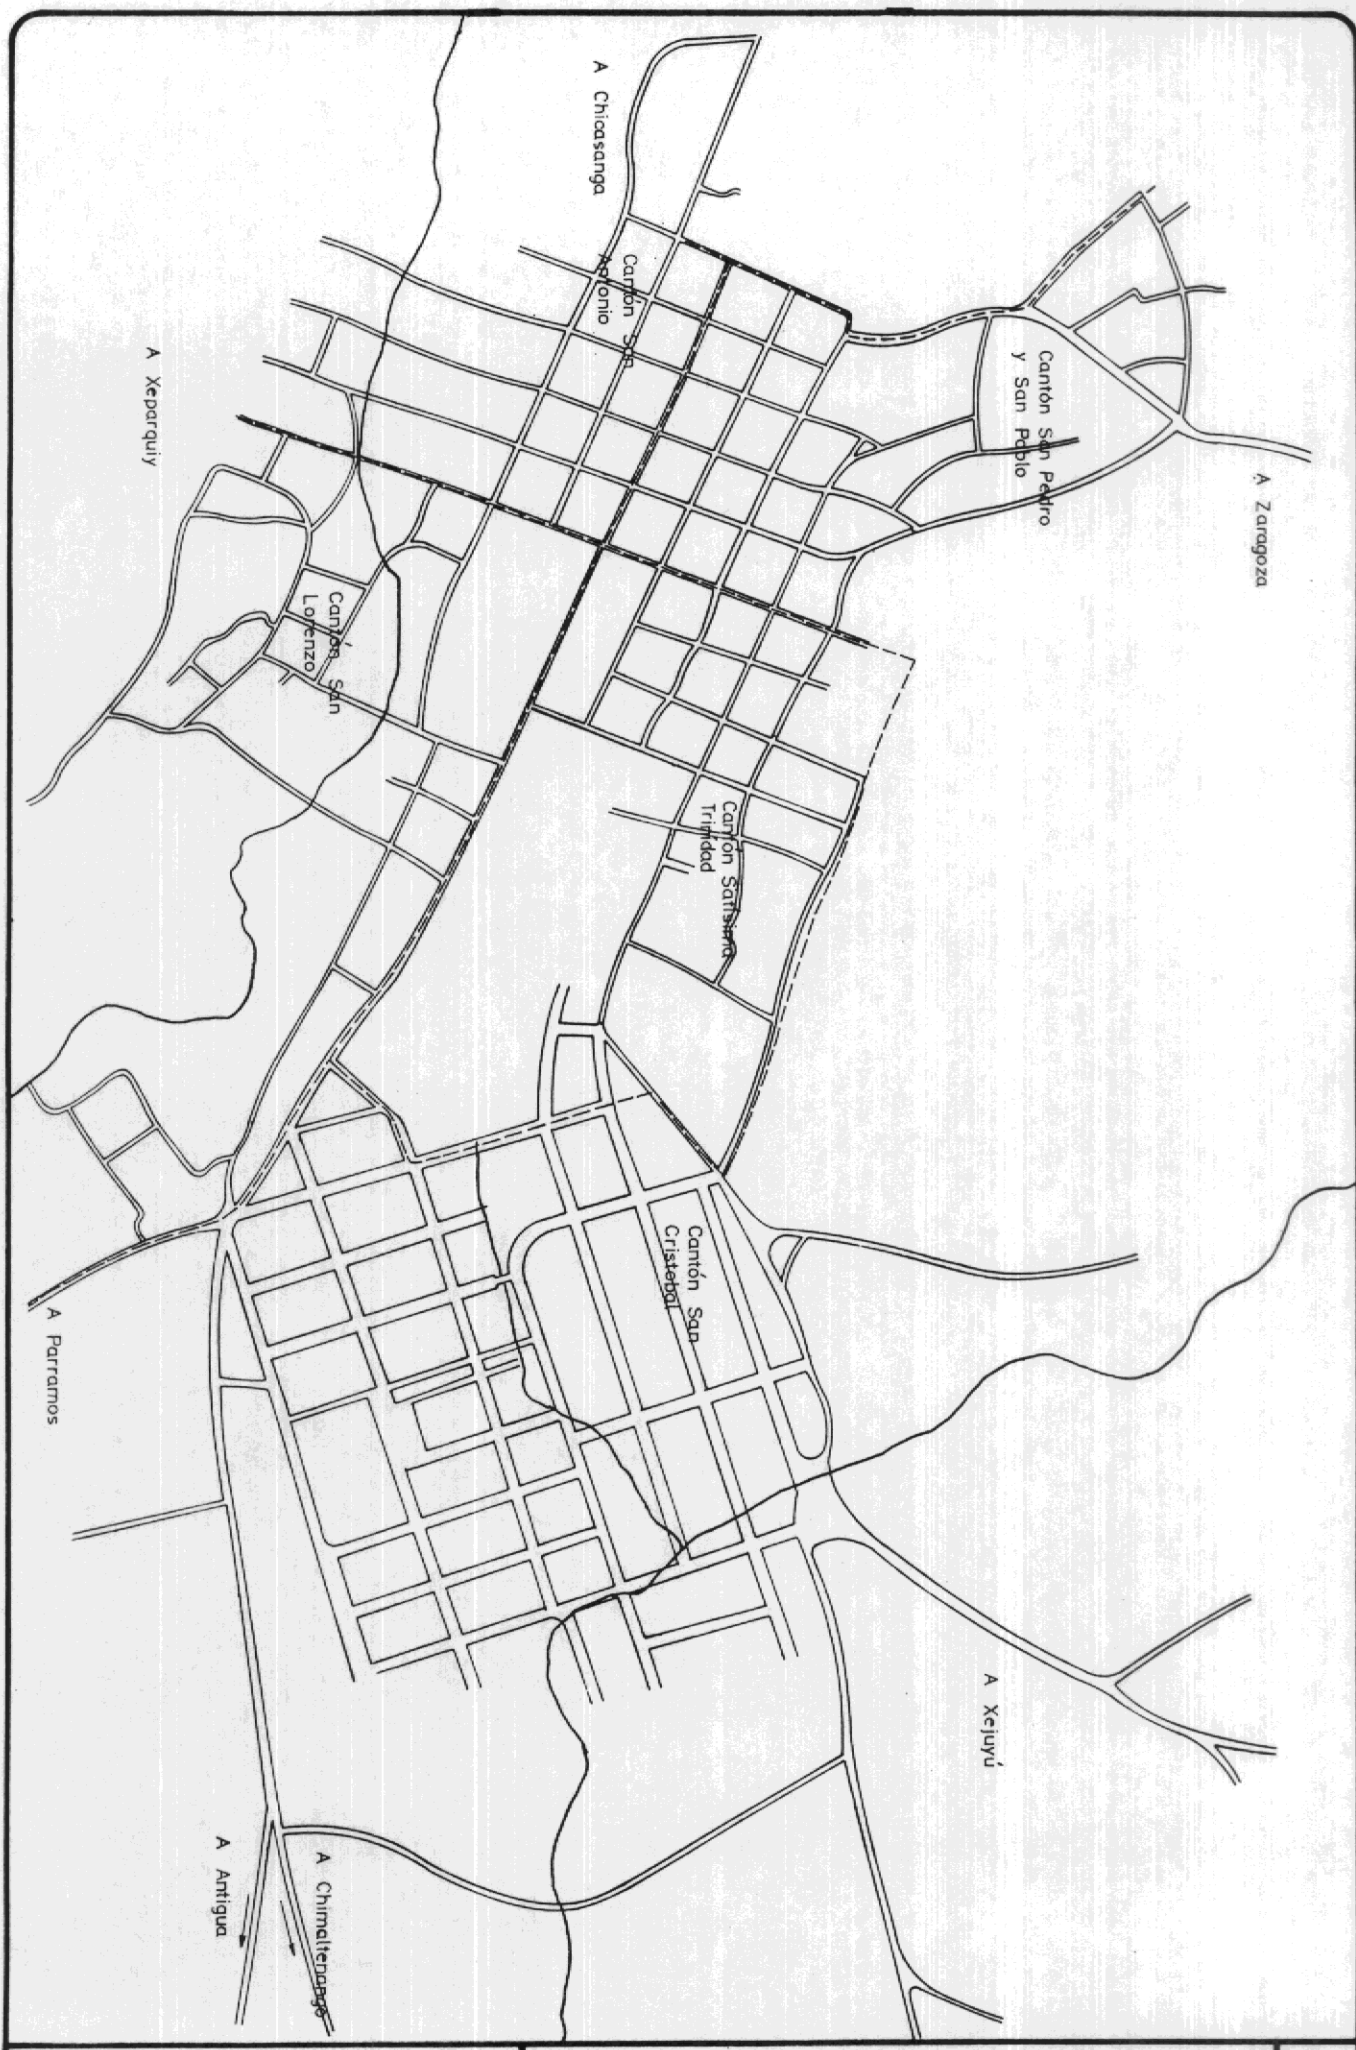 A Zaragoza
Cantón San Pedro
y San Pablo
A Xejuyú
Cantón Satísima
Trinidad
Cantón San
Cristobal
Cantón San
Antonio
A Chicasanga
Cantón San
Lorenzo
A Chimaltenango
A Antigua
A Xeparquiy
A Parramos